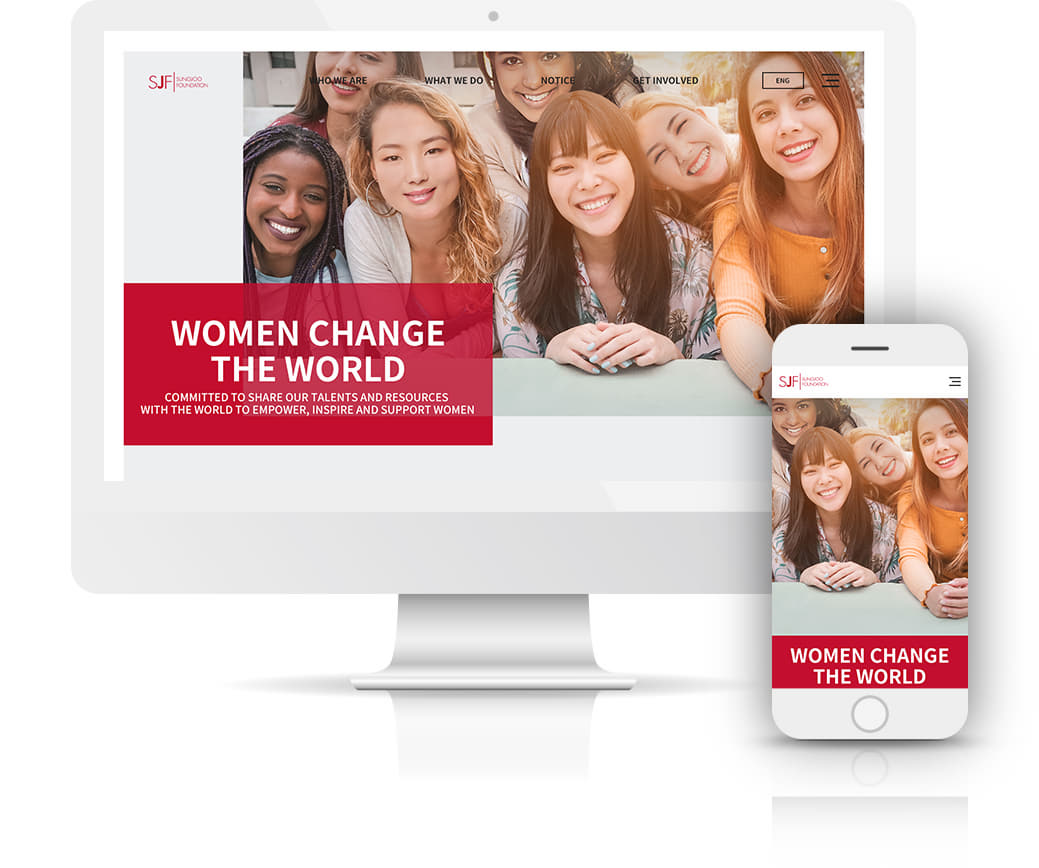 SJF
SUNGJOO
FOUNDATION
WHO WE ARE
WHAT WE DO
NOTICE
GET INVOLVED
ENG
WOMEN CHANGE
THE WORLD
COMMITTED TO SHARE OUR TALENTS AND RESOURCES
WITH THE WORLD TO EMPOWER, INSPIRE AND SUPPORT WOMEN
SJF
SUNGJOO
FOUNDATION
WOMEN CHANGE
THE WORLD